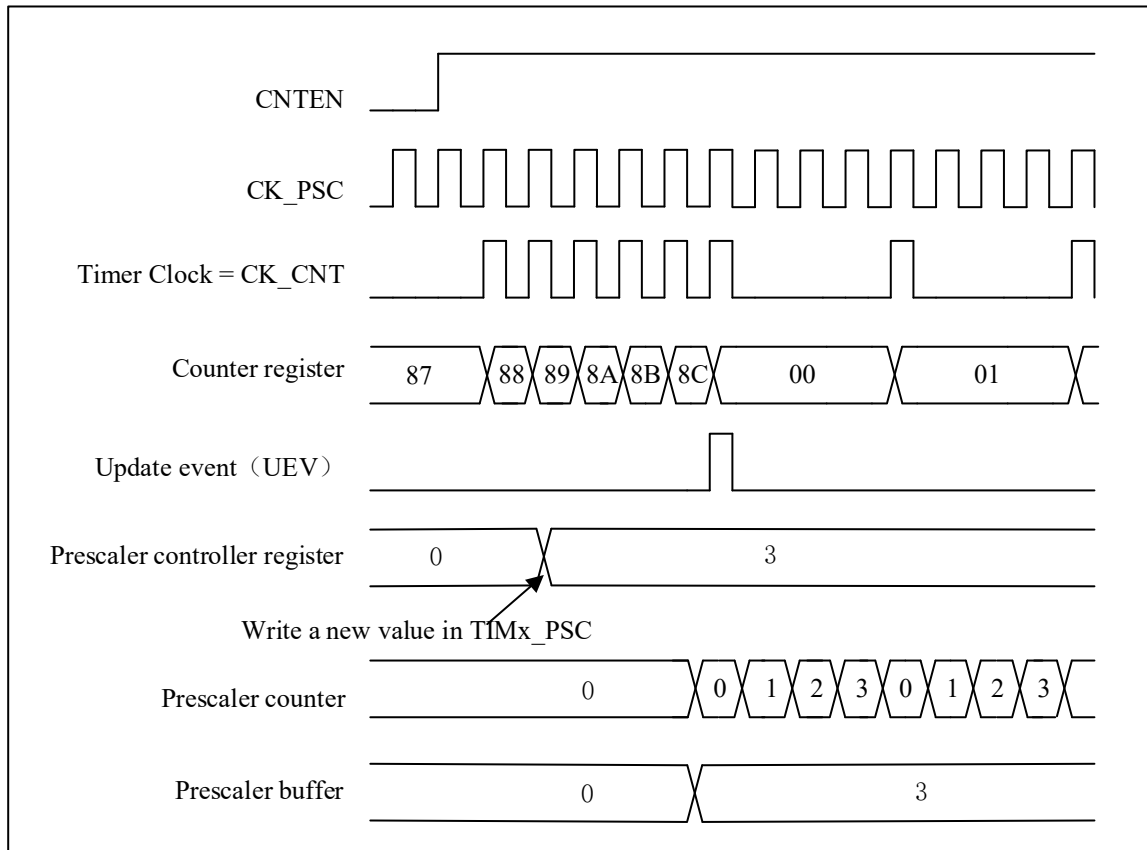 CNTEN
CK_PSC
Timer Clock = CK_CNT
Counter register
87 88 89 8A 8B 8C 00 01
Update event（UEV）
Prescaler controller register
0 3
Write a new value in TIMx_PSC
Prescaler counter
0 0 1 2 3 0 1 2 3
Prescaler buffer
0 3